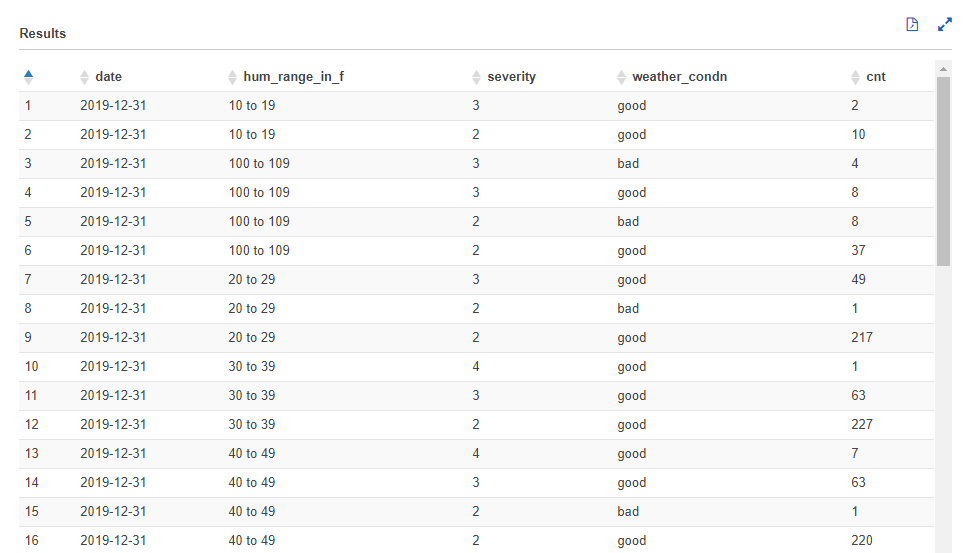 Results
date hum_range_in_f severity weather_condn cnt
1 2019-12-31 10 to 19 3 good 2
2 2019-12-31 10 to 19 2 good 10
3 2019-12-31 100 to 109 3 bad 4
4 2019-12-31 100 to 109 3 good 8
5 2019-12-31 100 to 109 2 bad 8
6 2019-12-31 100 to 109 2 good 37
7 2019-12-31 20 to 29 3 good 49
8 2019-12-31 20 to 29 2 bad 1
9 2019-12-31 20 to 29 2 good 217
10 2019-12-31 30 to 39 4 good 1
11 2019-12-31 30 to 39 3 good 63
12 2019-12-31 30 to 39 2 good 227
13 2019-12-31 40 to 49 4 good 7
14 2019-12-31 40 to 49 3 good 63
15 2019-12-31 40 to 49 2 bad 1
16 2019-12-31 40 to 49 2 good 220